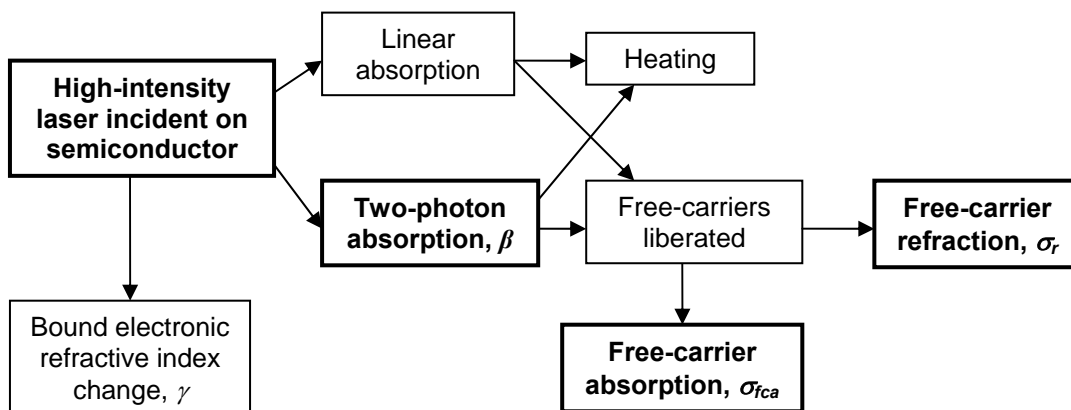 High-intensity
laser incident on
semiconductor
Linear
absorption
Heating
Two-photon
absorption, β
Free-carriers
liberated
Free-carrier
refraction, σr
Bound electronic
refractive index
change, γ
Free-carrier
absorption, σfca